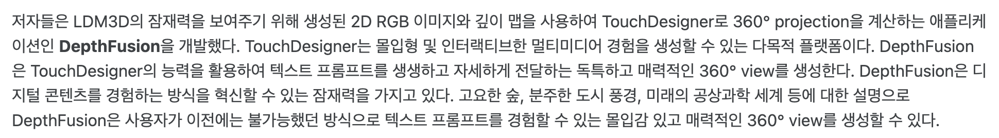 저자들은 LDM3D의 잠재력을 보여주기 위해 생성된 2D RGB 이미지와 깊이 맵을 사용하여 TouchDesigner로 360° projection을 계산하는 애플리케
이션인 DepthFusion을 개발했다. TouchDesigner는 몰입형 및 인터랙티브한 멀티미디어 경험을 생성할 수 있는 다목적 플랫폼이다. DepthFusion
은 TouchDesigner의 능력을 활용하여 텍스트 프롬프트를 생생하고 자세하게 전달하는 독특하고 매력적인 360° view를 생성한다. DepthFusion은 디
지털 콘텐츠를 경험하는 방식을 혁신할 수 있는 잠재력을 가지고 있다. 고요한 숲, 분주한 도시 풍경, 미래의 공상과학 세계 등에 대한 설명으로
DepthFusion은 사용자가 이전에는 불가능했던 방식으로 텍스트 프롬프트를 경험할 수 있는 몰입감 있고 매력적인 360° view를 생성할 수 있다.